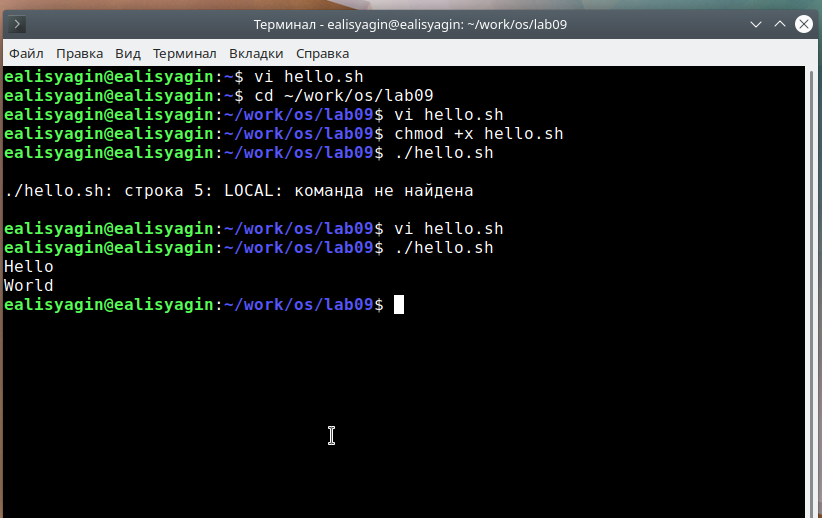 Терминал - ealisyagin@ealisyagin: ~/work/os/lab09
Файл Правка Вид Терминал Вкладки Справка
ealisyagin@ealisyagin:~$ vi hello.sh
ealisyagin@ealisyagin:~$ cd ~/work/os/lab09
ealisyagin@ealisyagin:~/work/os/lab09$ vi hello.sh
ealisyagin@ealisyagin:~/work/os/lab09$ chmod +x hello.sh
ealisyagin@ealisyagin:~/work/os/lab09$ ./hello.sh
./hello.sh: строка 5: LOCAL: команда не найдена
ealisyagin@ealisyagin:~/work/os/lab09$ vi hello.sh
ealisyagin@ealisyagin:~/work/os/lab09$ ./hello.sh
Hello
World
ealisyagin@ealisyagin:~/work/os/lab09$